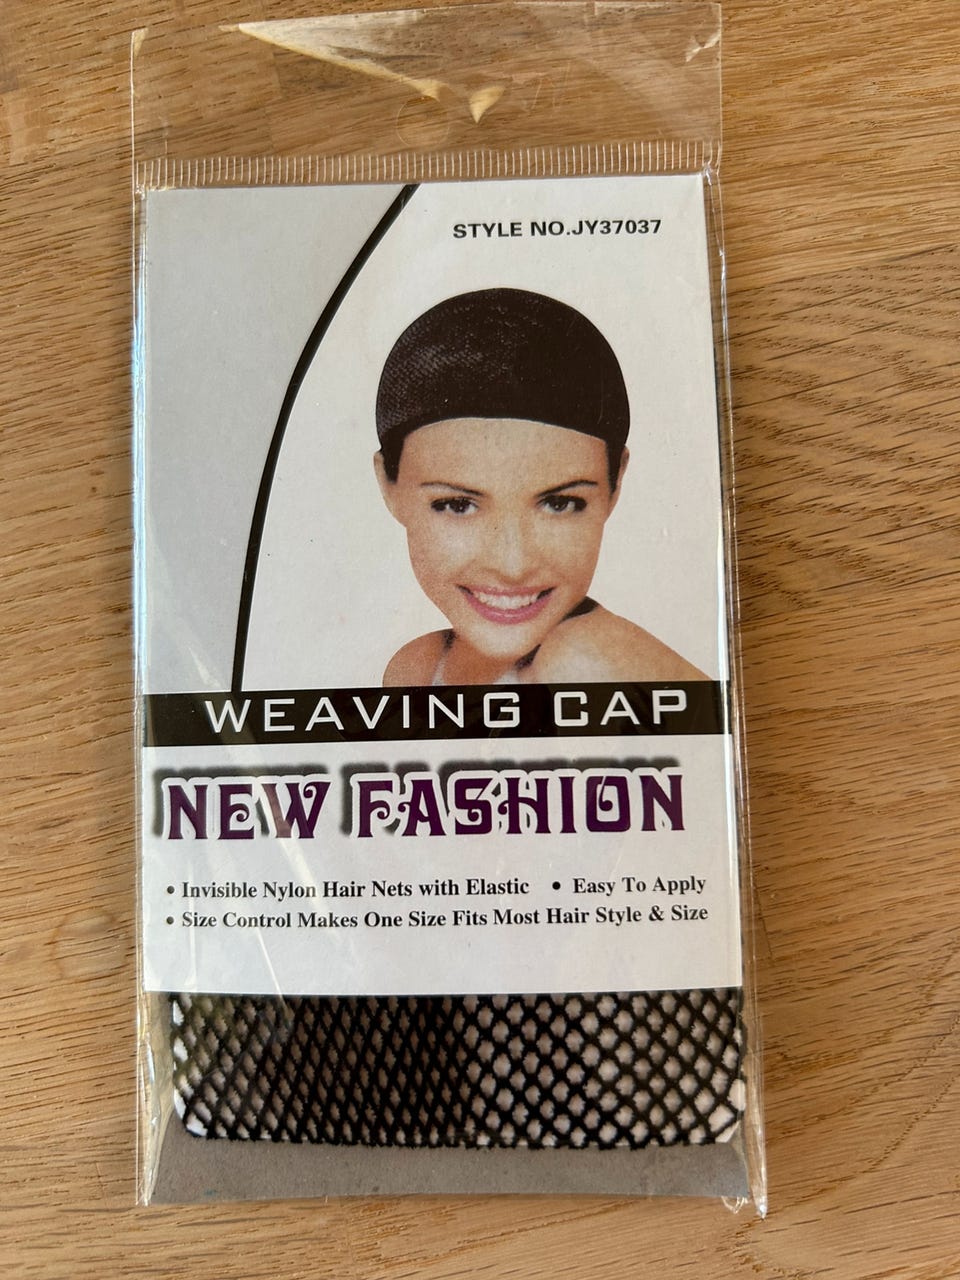 STYLE NO.JY37037
WEAVING CAP
NEW FASHION
• Invisible Nylon Hair Nets with Elastic • Easy To Apply
• Size Control Makes One Size Fits Most Hair Style & Size